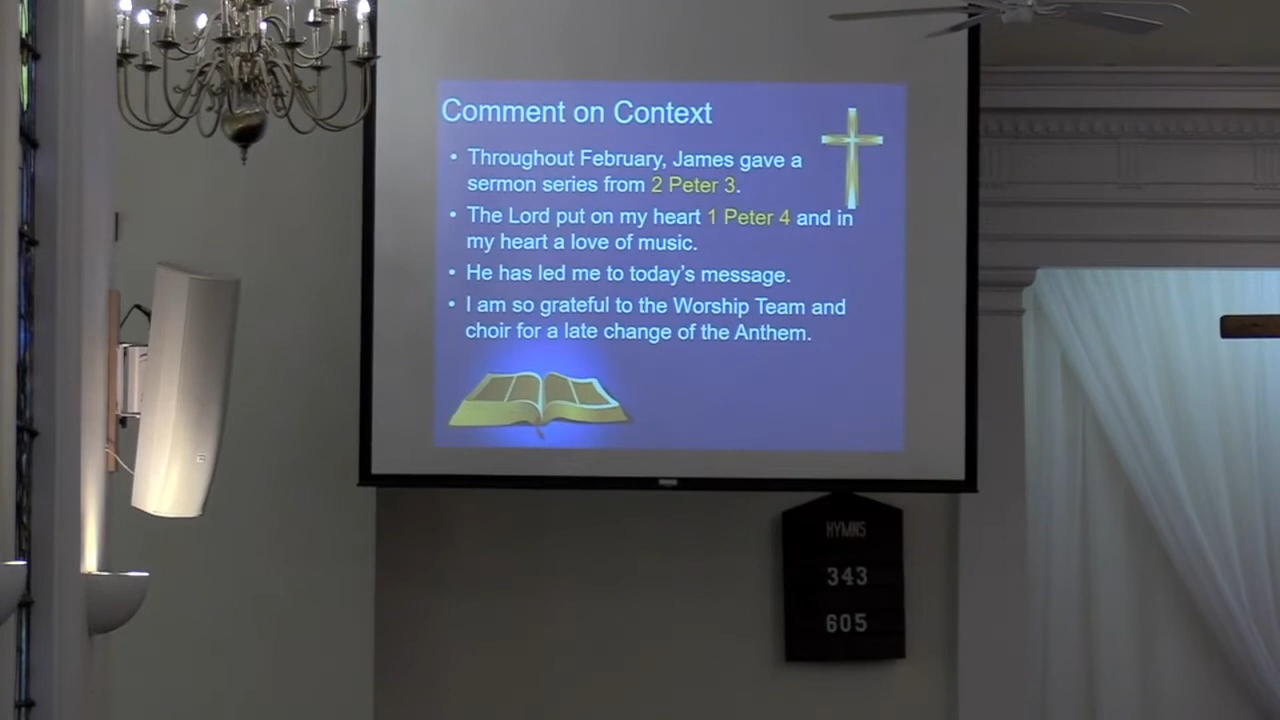 Comment on Context
• Throughout February, James gave a
sermon series from 2 Peter 3.
• The Lord put on my heart 1 Peter 4 and in
my heart a love of music.
• He has led me to today's message.
• I am so grateful to the Worship Team and
choir for a late change of the Anthem.
HYMNS
343
605